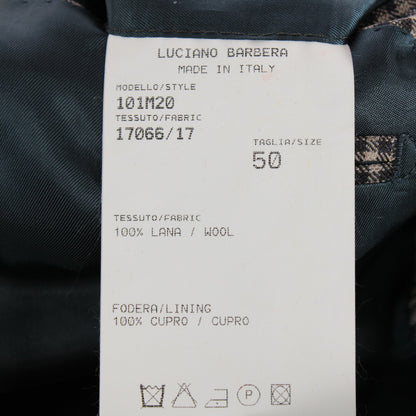 LUCIANO BARBERA
MADE IN ITALY
MODELLO/STYLE
101M20
TESSUTO/FABRIC
17066/17
TAGLIA/SIZE
50
TESSUTO/FABRIC
100% LANA / WOOL
FODERA/LINING
100% CUPRO / CUPRO
P